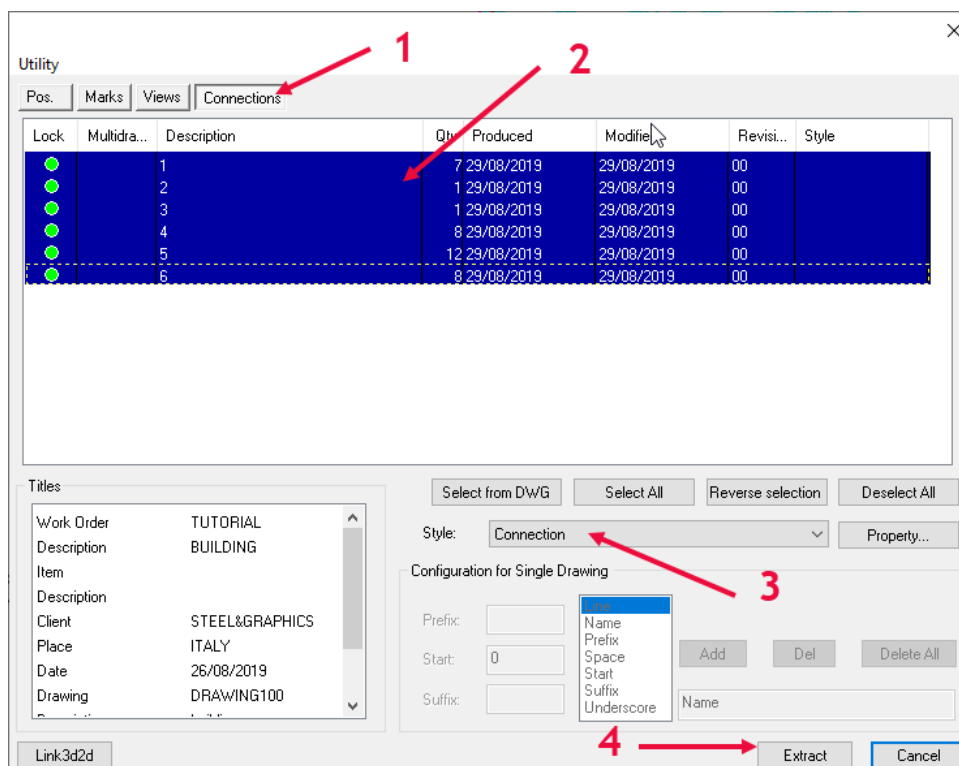 1
2
Utility
Pos. Marks Views Connections
Lock Multidra... Description Qty Produced Modified Revisi... Style
1 7 29/08/2019 29/08/2019 00
2 1 29/08/2019 29/08/2019 00
3 1 29/08/2019 29/08/2019 00
4 8 29/08/2019 29/08/2019 00
5 12 29/08/2019 29/08/2019 00
6 8 29/08/2019 29/08/2019 00
Titles
Select from DWG Select All Reverse selection Deselect All
Work Order TUTORIAL
Description BUILDING
Item
Description
Client STEEL&GRAPHICS
Place ITALY
Date 26/08/2019
Drawing DRAWING100
Style: Connection Property...
3
Configuration for Single Drawing
Prefix:
Start: 0
Suffix:
Line
Name
Prefix
Space
Start
Suffix
Underscore
Add Del Delete All
Name
4
Link3d2d Extract Cancel